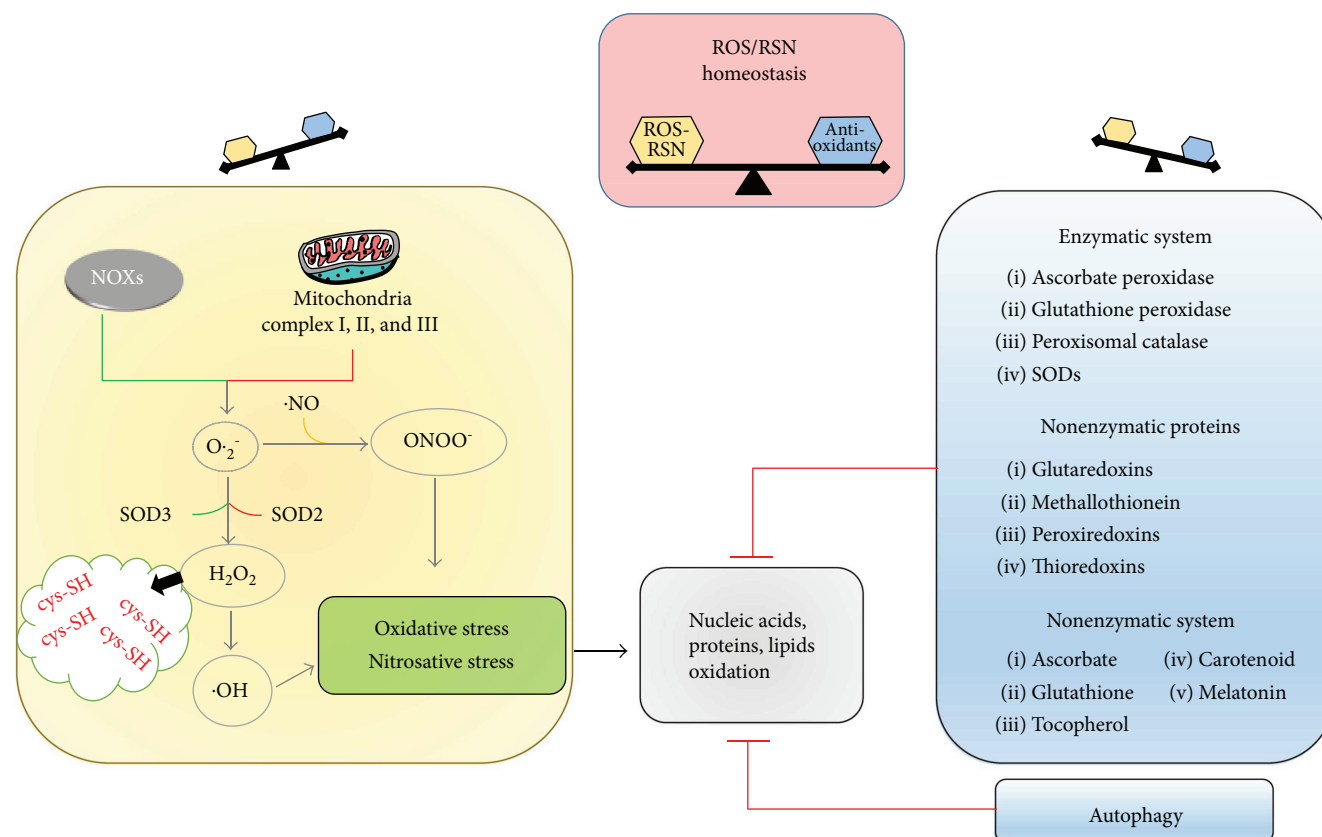 ROS/RSN
homeostasis
ROS-
RSN
Anti-
oxidants
NOXs
Mitochondria
complex I, II, and III
·NO
O·₂⁻
ONOO⁻
SOD3
SOD2
H₂O₂
cys-SH
cys-SH
cys-SH
cys-SH
·OH
Oxidative stress
Nitrosative stress
Nucleic acids,
proteins, lipids
oxidation
Enzymatic system
(i) Ascorbate peroxidase
(ii) Glutathione peroxidase
(iii) Peroxisomal catalase
(iv) SODs
Nonenzymatic proteins
(i) Glutaredoxins
(ii) Methallothionein
(iii) Peroxiredoxins
(iv) Thioredoxins
Nonenzymatic system
(i) Ascorbate (iv) Carotenoid
(ii) Glutathione (v) Melatonin
(iii) Tocopherol
Autophagy